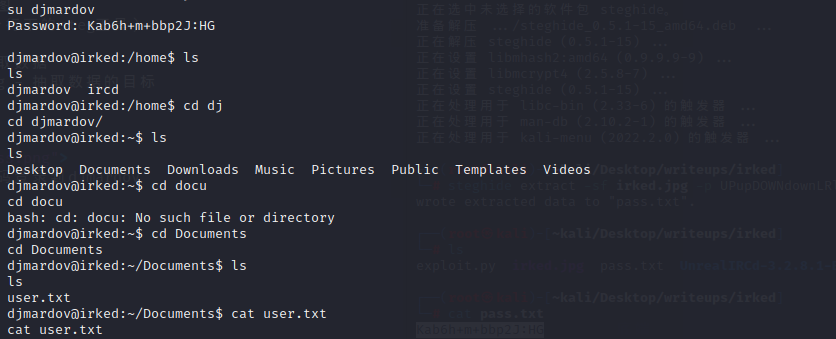 su djmardov
Password: Kab6h+m+bbp2J:HG
djmardov@irked:/home$ ls
ls
djmardov  ircd
djmardov@irked:/home$ cd dj
cd djmardov/
djmardov@irked:~$ ls
ls
Desktop  Documents  Downloads  Music  Pictures  Public  Templates  Videos
djmardov@irked:~$ cd docu
cd docu
bash: cd: docu: No such file or directory
djmardov@irked:~$ cd Documents
cd Documents
djmardov@irked:~/Documents$ ls
ls
user.txt
djmardov@irked:~/Documents$ cat user.txt
cat user.txt
抽取数据的目标
正在选中未选择的软件包 steghide。
准备解压 .../steghide_0.5.1-15_amd64.deb ...
正在解压 steghide (0.5.1-15) ...
正在设置 libmhash2:amd64 (0.9.9.9-9) ...
正在设置 libmcrypt4 (2.5.8-7) ...
正在设置 steghide (0.5.1-15) ...
正在处理用于 libc-bin (2.33-6) 的触发器 ...
正在处理用于 man-db (2.10.2-1) 的触发器 ...
正在处理用于 kali-menu (2022.2.0) 的触发器 ...
/Desktop/writeups/irked
extract irked.jpg
wrote extracted data to "pass.txt".
-kali/Desktop/writeups/irked
exploit.py pass.txt
-kali/Desktop/writeups/irked
cat pass.txt
Kab6h+m+bbp2J:HG